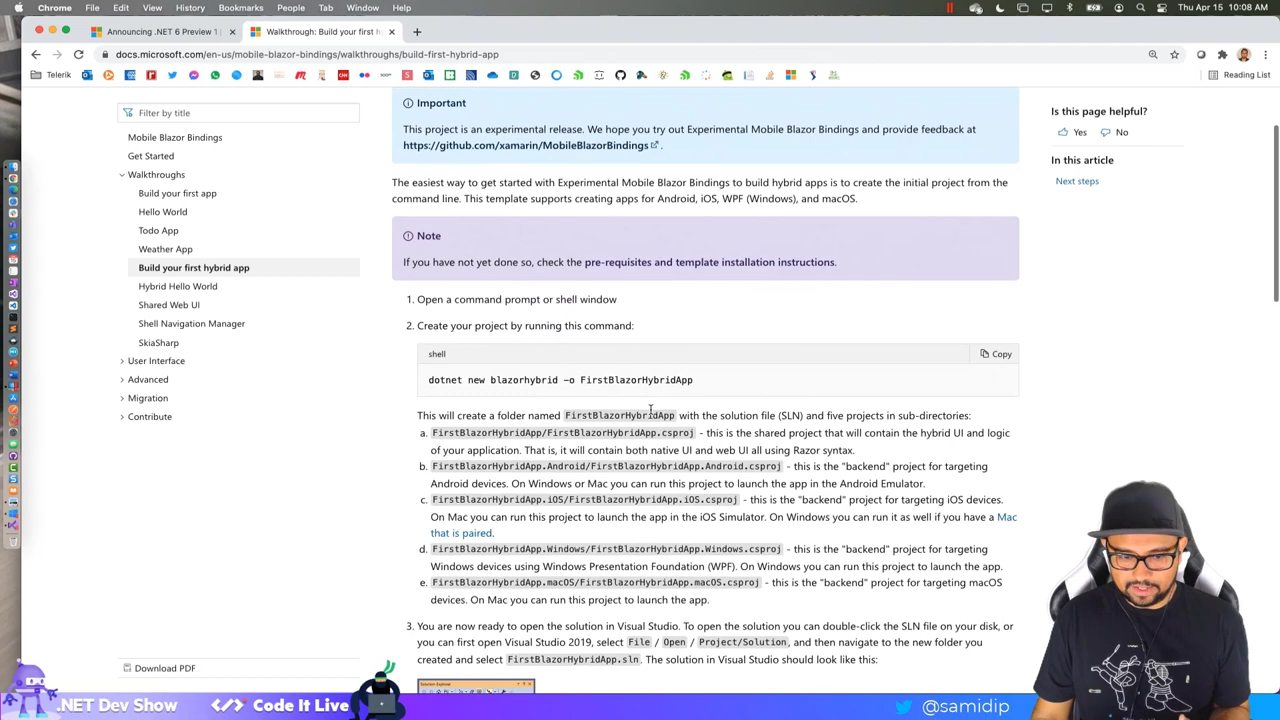 Chrome File Edit View History Bookmarks People Tab Window Help
Thu Apr 15 10:08 AM
Announcing .NET 6 Preview 1 |
Walkthrough: Build your first h
docs.microsoft.com/en-us/mobile-blazor-bindings/walkthroughs/build-first-hybrid-app
Telerik
Reading List
Filter by title
Mobile Blazor Bindings
Get Started
Walkthroughs
Build your first app
Hello World
Todo App
Weather App
Build your first hybrid app
Hybrid Hello World
Shared Web UI
Shell Navigation Manager
SkiaSharp
User Interface
Advanced
Migration
Contribute
Download PDF
Important
This project is an experimental release. We hope you try out Experimental Mobile Blazor Bindings and provide feedback at
https://github.com/xamarin/MobileBlazorBindings .
The easiest way to get started with Experimental Mobile Blazor Bindings to build hybrid apps is to create the initial project from the
command line. This template supports creating apps for Android, iOS, WPF (Windows), and macOS.
Note
If you have not yet done so, check the pre-requisites and template installation instructions.
1. Open a command prompt or shell window
2. Create your project by running this command:
shell
Copy
dotnet new blazorhybrid -o FirstBlazorHybridApp
This will create a folder named FirstBlazorHybridApp with the solution file (SLN) and five projects in sub-directories:
a. FirstBlazorHybridApp/FirstBlazorHybridApp.csproj - this is the shared project that will contain the hybrid UI and logic
of your application. That is, it will contain both native UI and web UI all using Razor syntax.
b. FirstBlazorHybridApp.Android/FirstBlazorHybridApp.Android.csproj - this is the "backend" project for targeting
Android devices. On Windows or Mac you can run this project to launch the app in the Android Emulator.
c. FirstBlazorHybridApp.iOS/FirstBlazorHybridApp.iOS.csproj - this is the "backend" project for targeting iOS devices.
On Mac you can run this project to launch the app in the iOS Simulator. On Windows you can run it as well if you have a Mac
that is paired.
d. FirstBlazorHybridApp.Windows/FirstBlazorHybridApp.Windows.csproj - this is the "backend" project for targeting
Windows devices using Windows Presentation Foundation (WPF). On Windows you can run this project to launch the app.
e. FirstBlazorHybridApp.macOS/FirstBlazorHybridApp.macOS.csproj - this is the "backend" project for targeting macOS
devices. On Mac you can run this project to launch the app.
3. You are now ready to open the solution in Visual Studio. To open the solution you can double-click the SLN file on your disk, or
you can first open Visual Studio 2019, select File / Open / Project/Solution, and then navigate to the new folder you
created and select FirstBlazorHybridApp.sln. The solution in Visual Studio should look like this:
Solution Explorer
Is this page helpful?
Yes No
In this article
Next steps
.NET Dev Show
</> Code It Live
@samidip